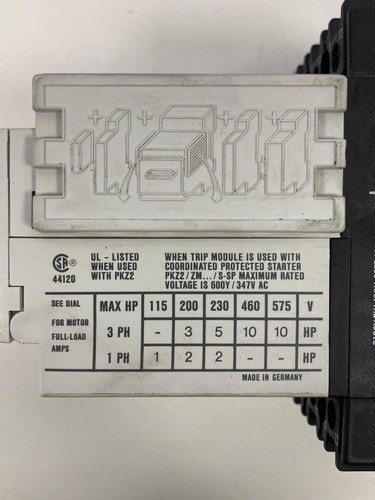 UL - LISTED
WHEN USED
WITH PKZ2
WHEN TRIP MODULE IS USED WITH
COORDINATED PROTECTED STARTER
PKZ2/ZM.../S-SP MAXIMUM RATED
VOLTAGE IS 600Y/347V AC
44120
SEE DIAL
FOR MOTOR
FULL-LOAD
AMPS
MAX HP 115 200 230 460 575 V
3 PH - 3 5 10 10 HP
1 PH 1 2 2 - - HP
MADE IN GERMANY